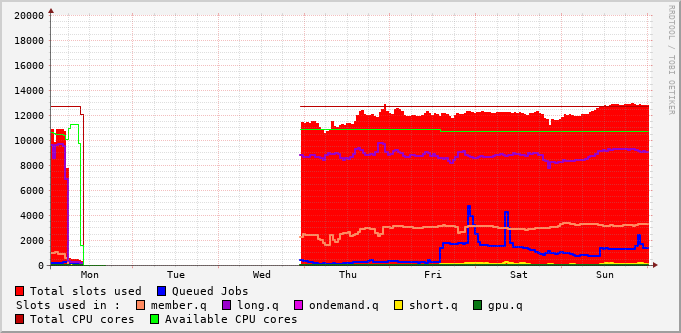 20000
18000
16000
14000
12000
10000
8000
6000
4000
2000
0
Mon Tue Wed Thu Fri Sat Sun
RRDTOOL / TOBI OETIKER
Total slots used Queued Jobs
Slots used in : member.q long.q ondemand.q short.q gpu.q
Total CPU cores Available CPU cores